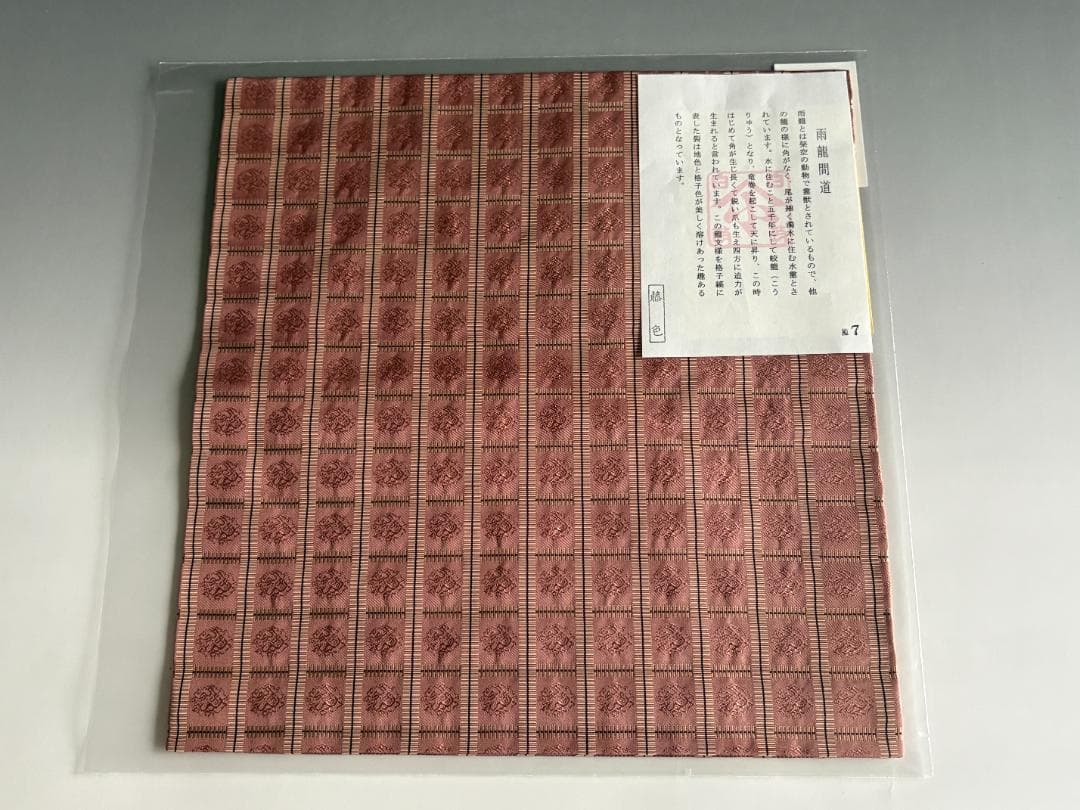 雨龍間道
雨龍とは架空の動物で霊獣とされているもので、他
の龍の様に角がなく、尾が細く濁水に住む水霊とさ
れています。水に住むこと五千年にして蛟龍（こう
りゅう）となり、竜巻を起こして天に昇り、この時
はじめて角が生じ長くて鋭い爪も生え四方に迫力が
生まれると言われています。この龍文様を格子縞に
表した裂は地色と格子色が美しく溶けあった趣ある
ものとなっています。
色
7